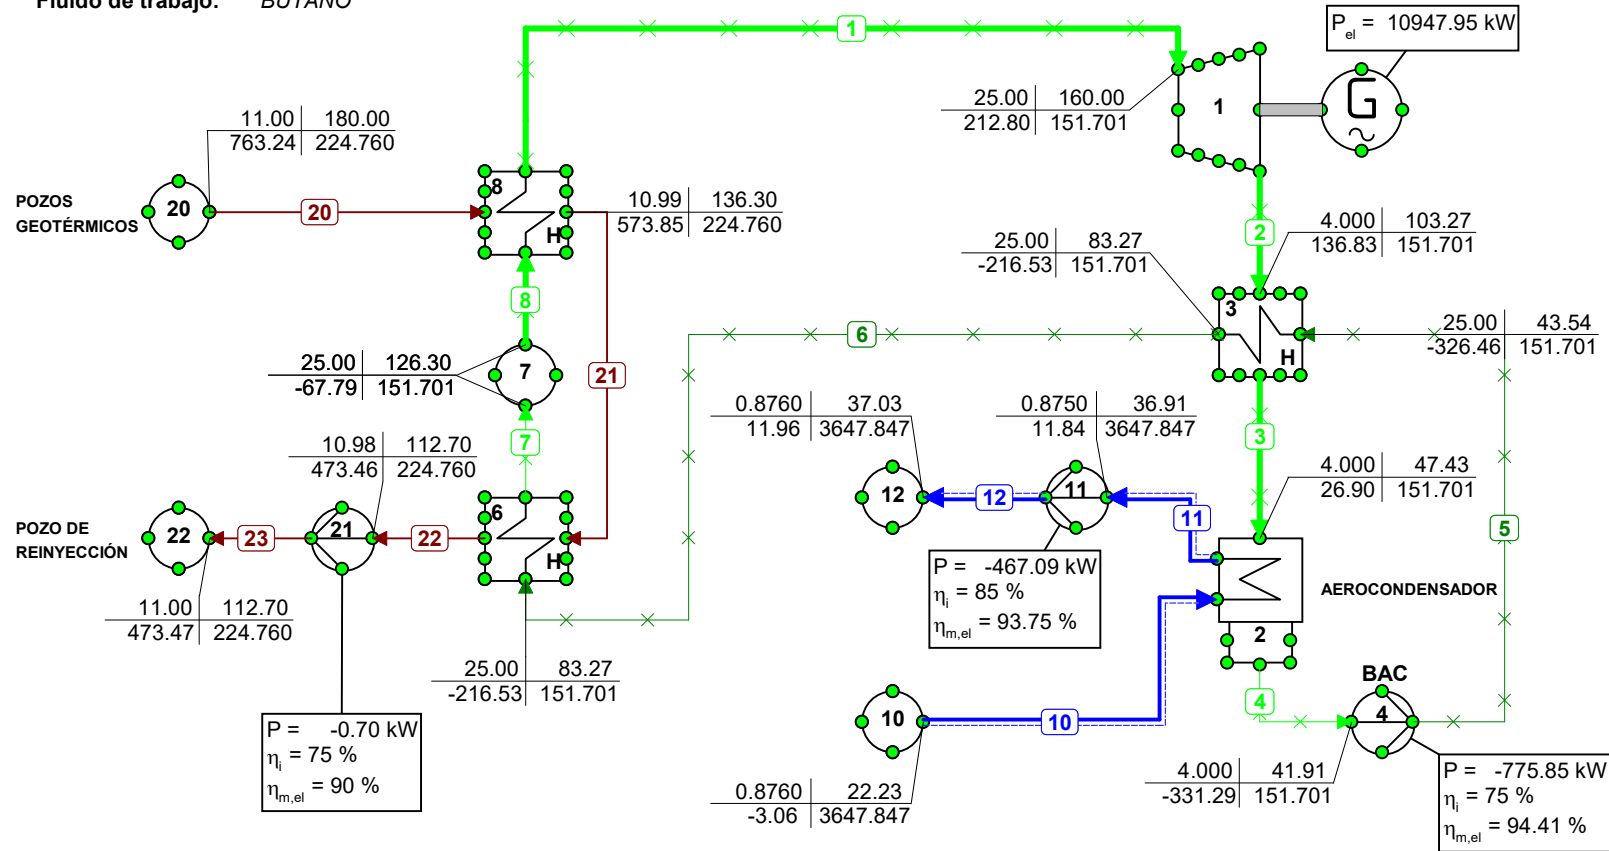 Fluido de trabajo: BUTANO
1
P_el = 10947.95 kW
G
1
25.00 160.00
212.80 151.701
11.00 180.00
763.24 224.760
POZOS
GEOTÉRMICOS
20
20
8
H
10.99 136.30
573.85 224.760
2
4.000 103.27
136.83 151.701
25.00 83.27
-216.53 151.701
8
3
H
6
25.00 43.54
-326.46 151.701
25.00 126.30
-67.79 151.701
7
21
0.8760 37.03
11.96 3647.847
0.8750 36.91
11.84 3647.847
3
7
10.98 112.70
473.46 224.760
4.000 47.43
26.90 151.701
12
12
11
11
5
POZO DE
REINYECCIÓN
22
23
21
22
6
H
P = -467.09 kW
η_i = 85 %
η_m,el = 93.75 %
AEROCONDENSADOR
2
11.00 112.70
473.47 224.760
25.00 83.27
-216.53 151.701
BAC
4
4
10
10
P = -0.70 kW
η_i = 75 %
η_m,el = 90 %
0.8760 22.23
-3.06 3647.847
4.000 41.91
-331.29 151.701
P = -775.85 kW
η_i = 75 %
η_m,el = 94.41 %